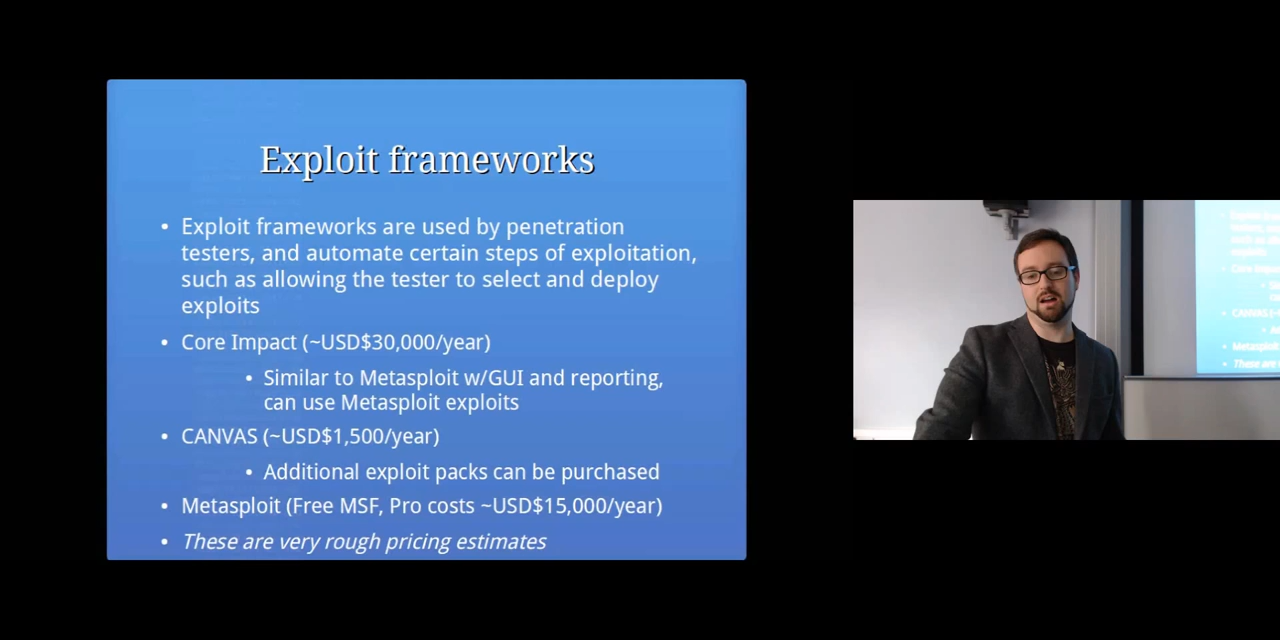 Exploit frameworks
• Exploit frameworks are used by penetration
testers, and automate certain steps of exploitation,
such as allowing the tester to select and deploy
exploits
• Core Impact (~USD$30,000/year)
• Similar to Metasploit w/GUI and reporting,
can use Metasploit exploits
• CANVAS (~USD$1,500/year)
• Additional exploit packs can be purchased
• Metasploit (Free MSF, Pro costs ~USD$15,000/year)
• These are very rough pricing estimates